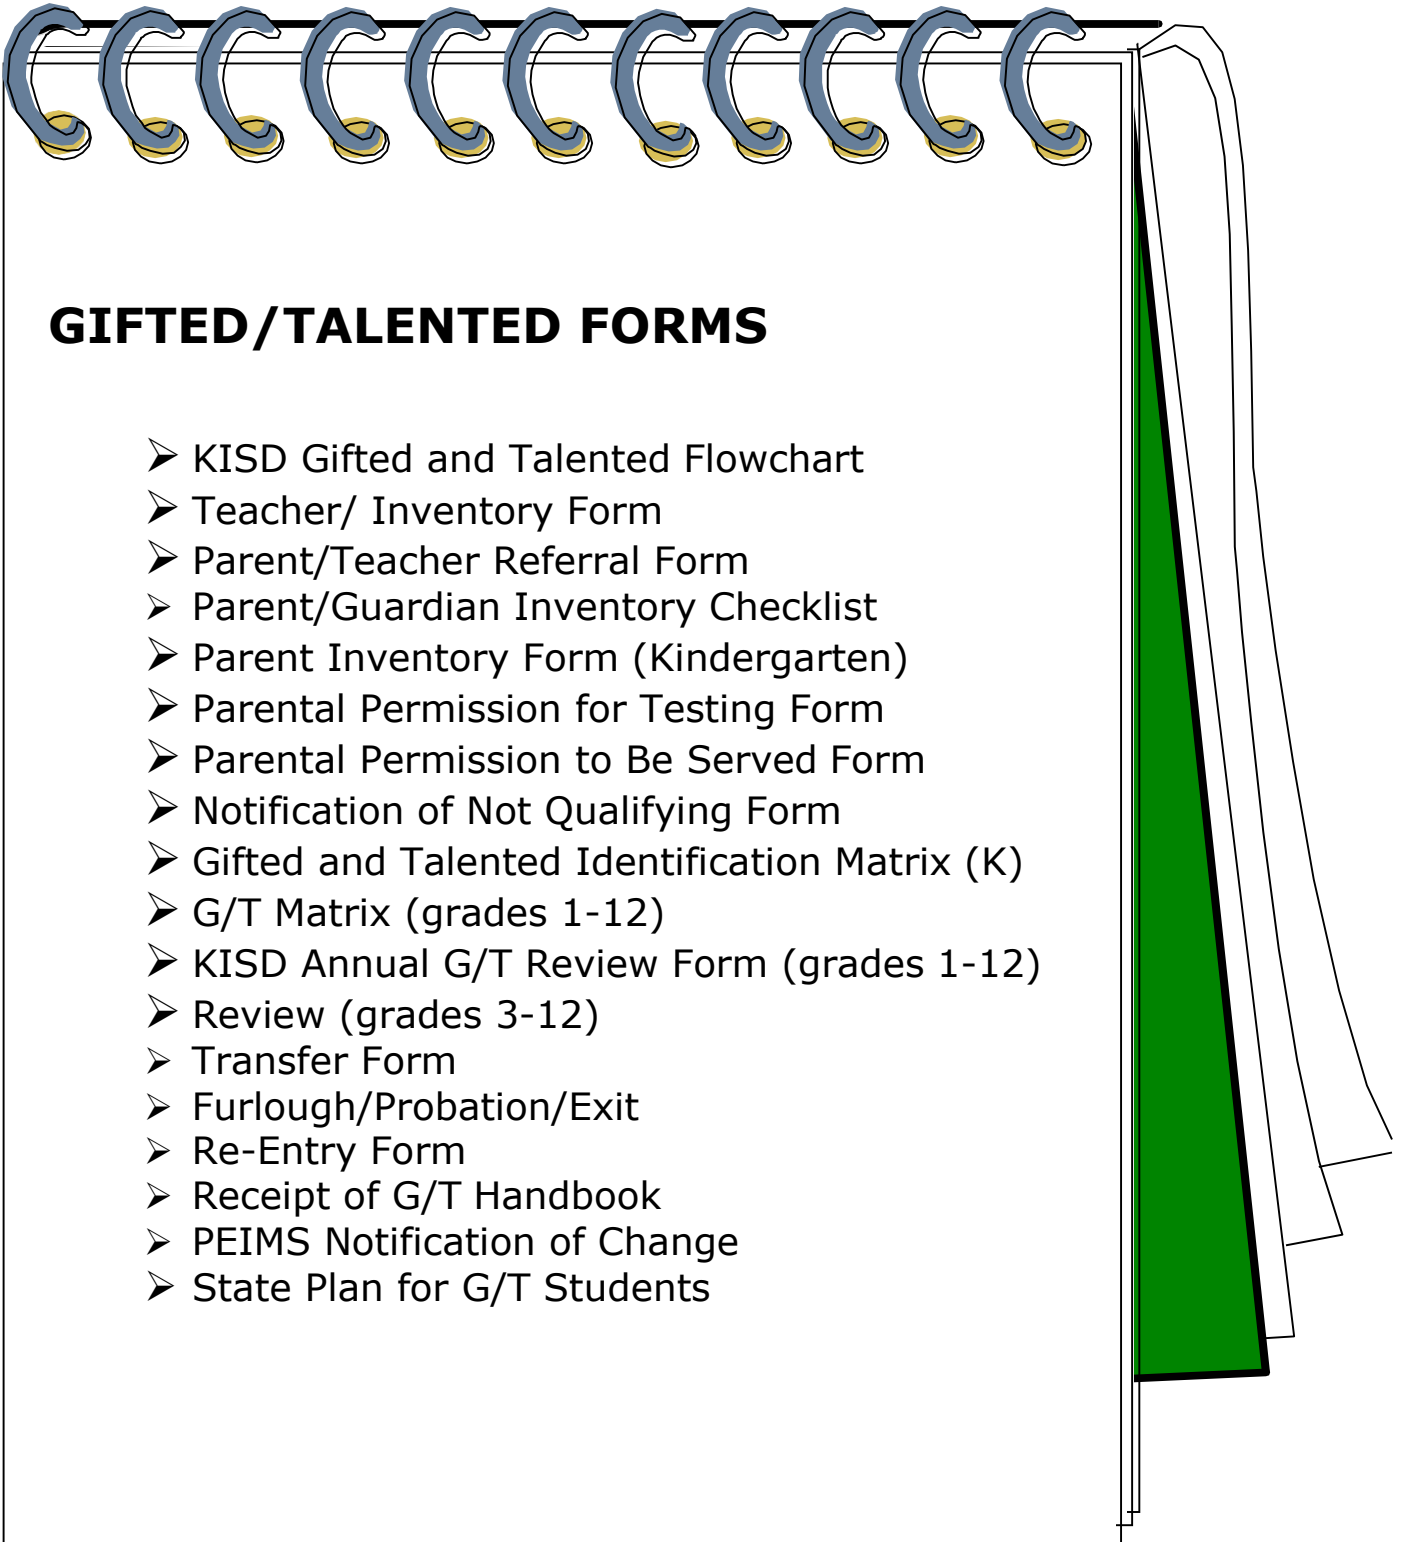 GIFTED/TALENTED FORMS
➢ KISD Gifted and Talented Flowchart
➢ Teacher/ Inventory Form
➢ Parent/Teacher Referral Form
➢ Parent/Guardian Inventory Checklist
➢ Parent Inventory Form (Kindergarten)
➢ Parental Permission for Testing Form
➢ Parental Permission to Be Served Form
➢ Notification of Not Qualifying Form
➢ Gifted and Talented Identification Matrix (K)
➢ G/T Matrix (grades 1-12)
➢ KISD Annual G/T Review Form (grades 1-12)
➢ Review (grades 3-12)
➢ Transfer Form
➢ Furlough/Probation/Exit
➢ Re-Entry Form
➢ Receipt of G/T Handbook
➢ PEIMS Notification of Change
➢ State Plan for G/T Students